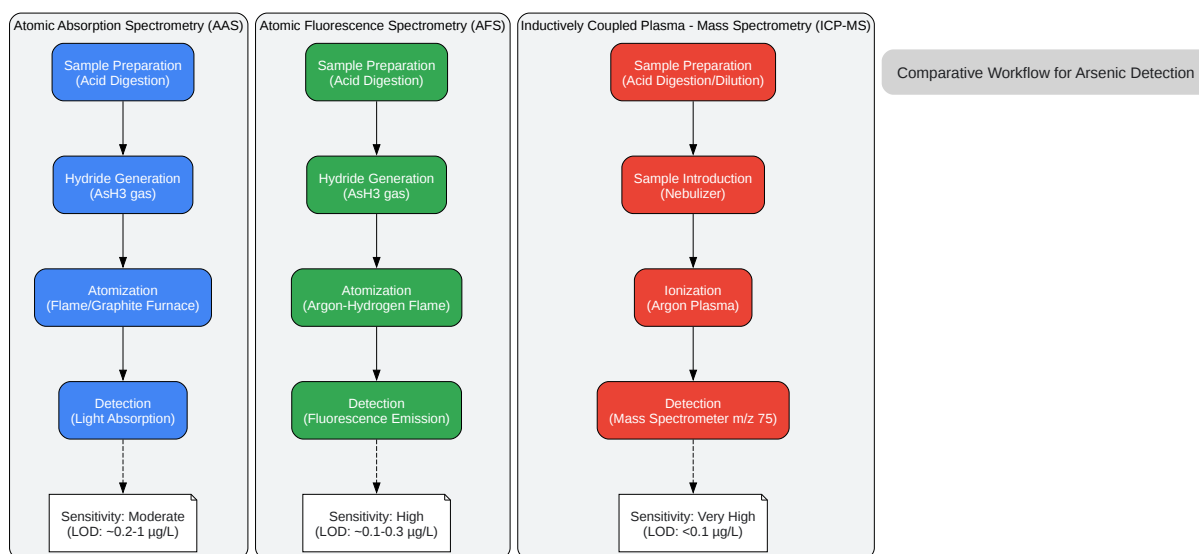 Atomic Absorption Spectrometry (AAS)
Sample Preparation
(Acid Digestion)
Hydride Generation
(AsH3 gas)
Atomization
(Flame/Graphite Furnace)
Detection
(Light Absorption)
Sensitivity: Moderate
(LOD: ~0.2-1 µg/L)
Atomic Fluorescence Spectrometry (AFS)
Sample Preparation
(Acid Digestion)
Hydride Generation
(AsH3 gas)
Atomization
(Argon-Hydrogen Flame)
Detection
(Fluorescence Emission)
Sensitivity: High
(LOD: ~0.1-0.3 µg/L)
Inductively Coupled Plasma - Mass Spectrometry (ICP-MS)
Sample Preparation
(Acid Digestion/Dilution)
Sample Introduction
(Nebulizer)
Ionization
(Argon Plasma)
Detection
(Mass Spectrometer m/z 75)
Sensitivity: Very High
(LOD: <0.1 µg/L)
Comparative Workflow for Arsenic Detection